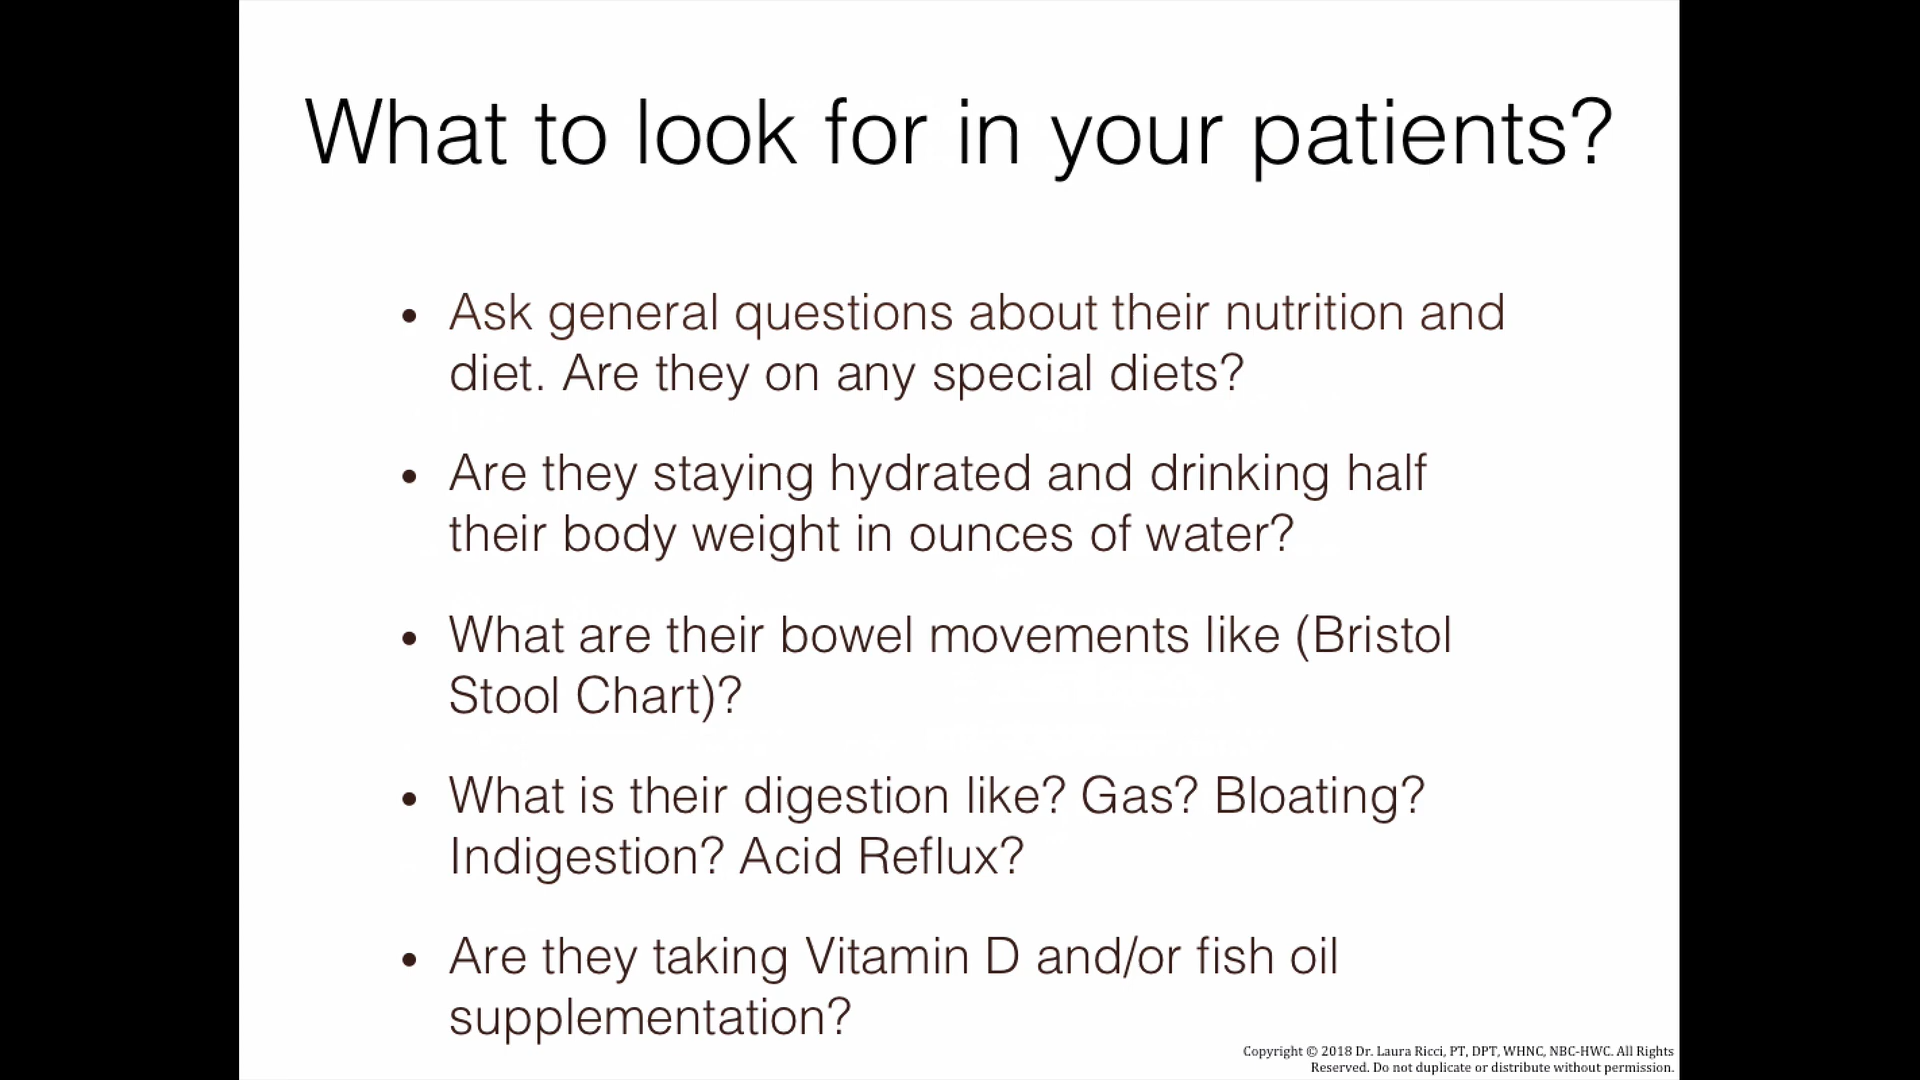 What to look for in your patients?
• Ask general questions about their nutrition and
diet. Are they on any special diets?
• Are they staying hydrated and drinking half
their body weight in ounces of water?
• What are their bowel movements like (Bristol
Stool Chart)?
• What is their digestion like? Gas? Bloating?
Indigestion? Acid Reflux?
• Are they taking Vitamin D and/or fish oil
supplementation?
Copyright © 2018 Dr. Laura Ricci, PT, DPT, WHNC, NBC-HWC. All Rights
Reserved. Do not duplicate or distribute without permission.